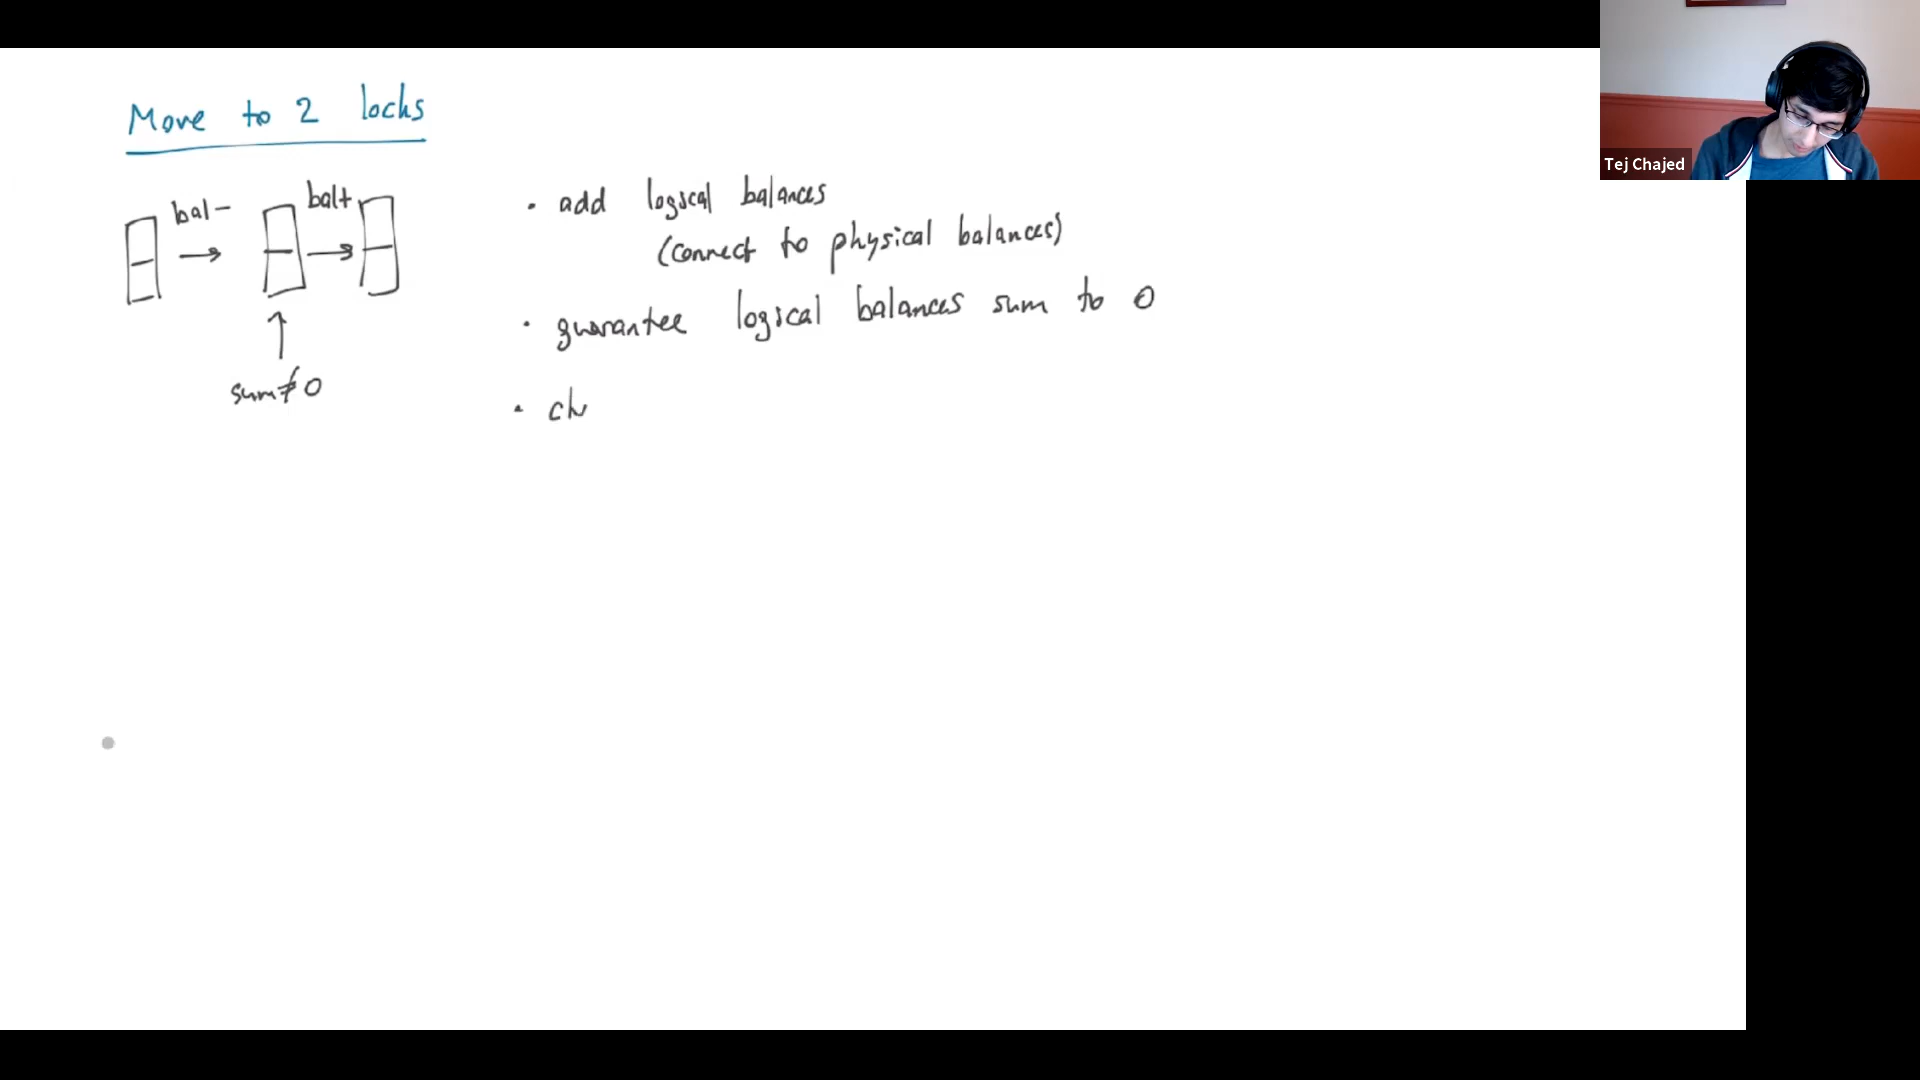 Move to 2 locks
bal-
bal+
sum≠0
• add logical balances
(connect to physical balances)
• guarantee logical balances sum to 0
• ch
Tej Chajed